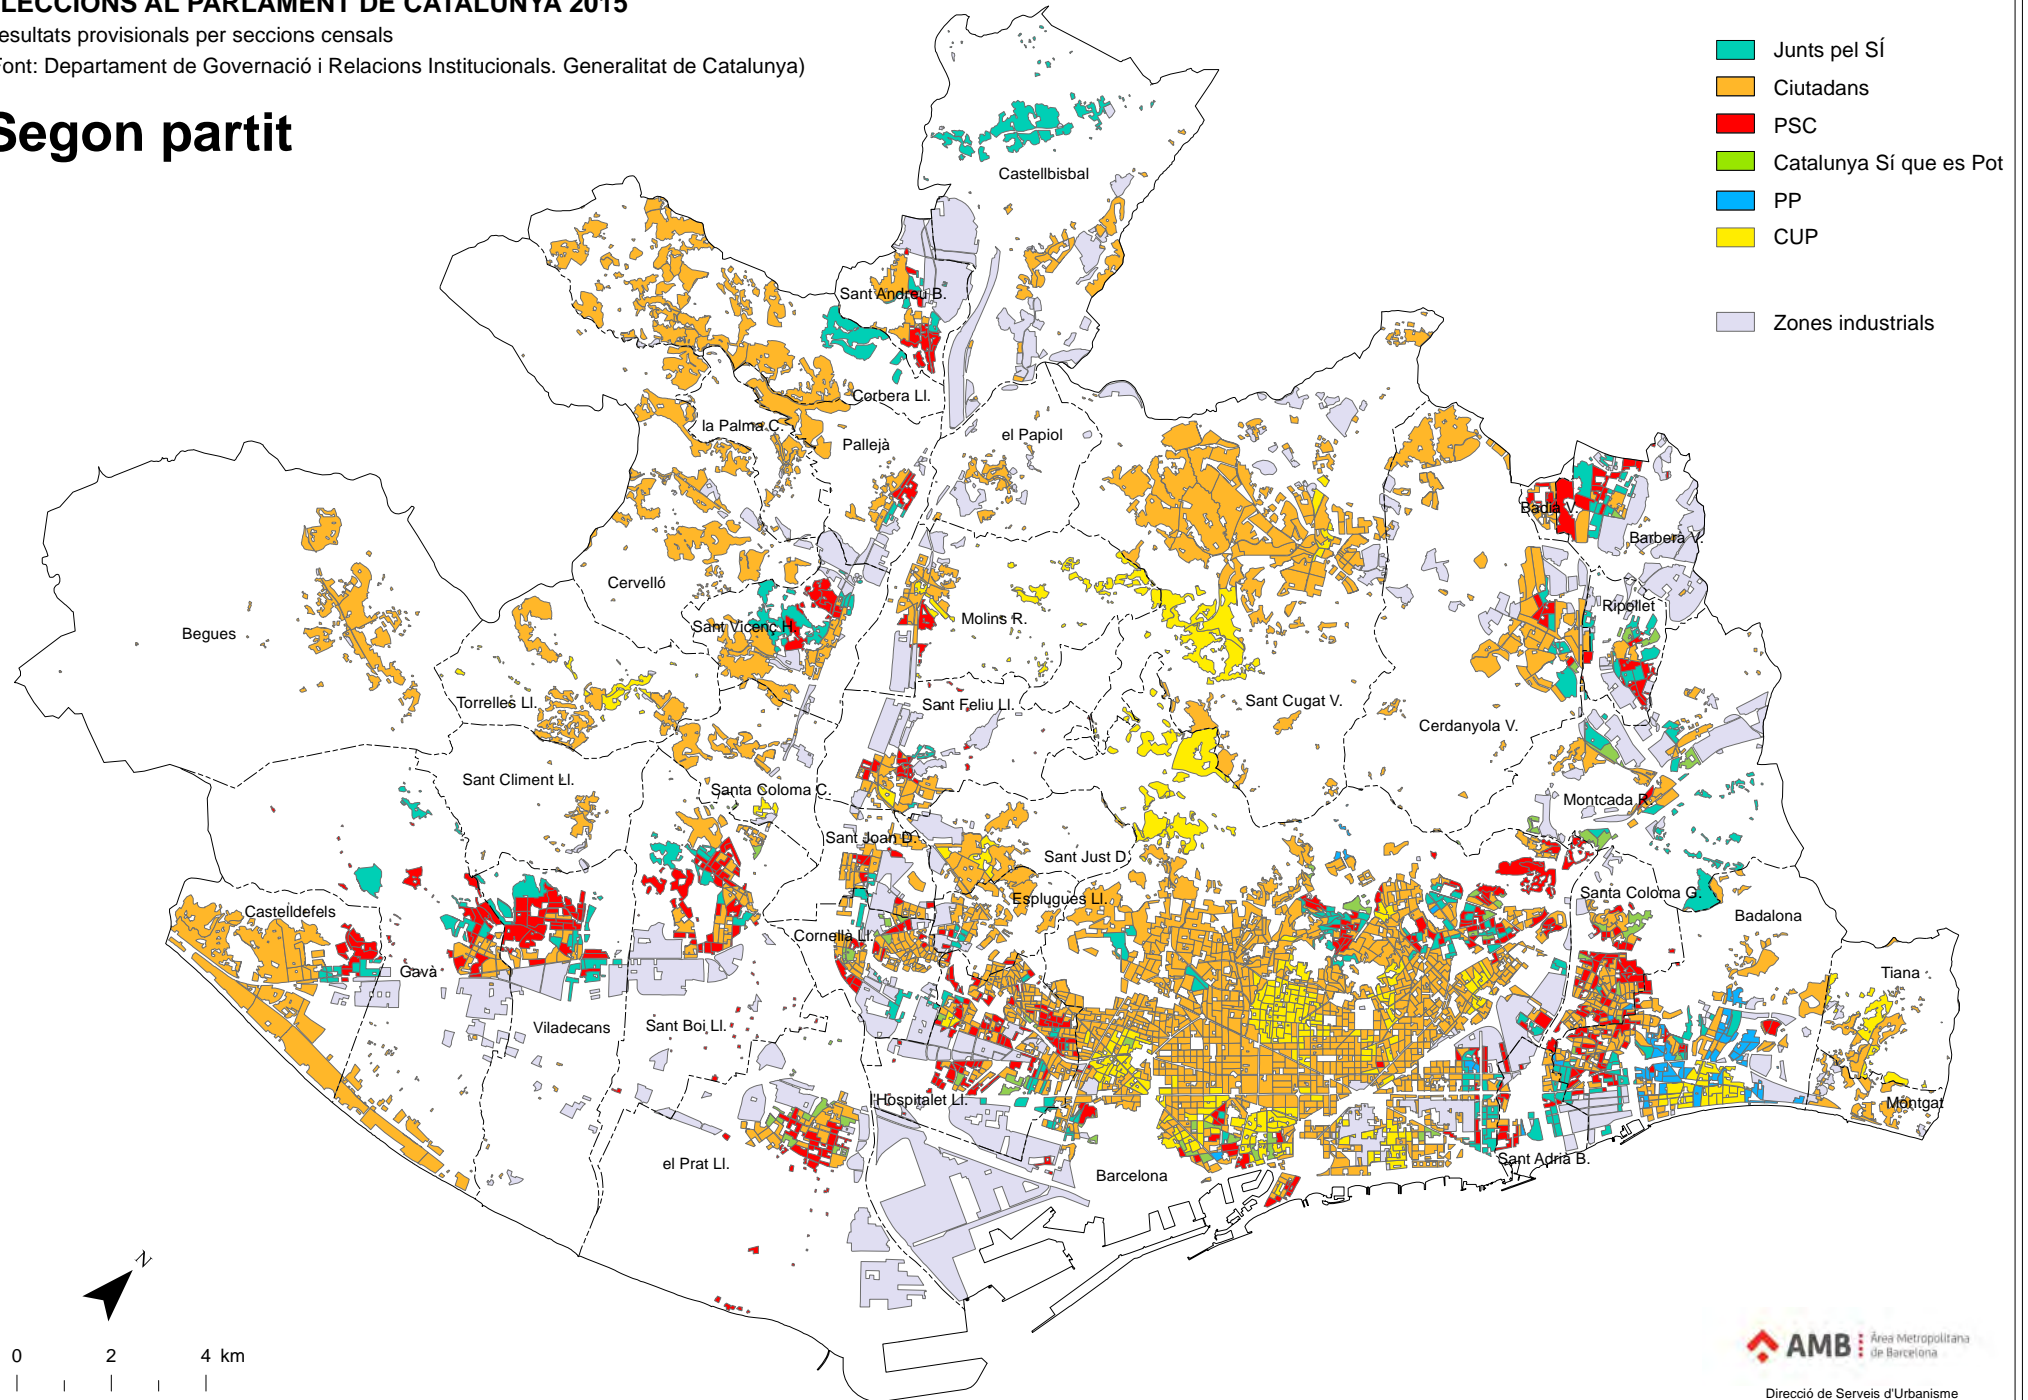 LECCIONS AL PARLAMENT DE CATALUNYA 2015
esultats provisionals per seccions censals
Font: Departament de Governació i Relacions Institucionals. Generalitat de Catalunya)
Segon partit
Junts pel SÍ
Ciutadans
PSC
Catalunya Sí que es Pot
PP
CUP
Zones industrials
Castellbisbal
Sant Andreu B.
Corbera Ll.
la Palma C.
Pallejà
el Papiol
Badia V.
Barberà V.
Cervelló
Ripollet
Begues
Sant Vicenç H.
Molins R.
Torrelles Ll.
Sant Feliu Ll.
Sant Cugat V.
Cerdanyola V.
Sant Climent Ll.
Santa Coloma C.
Montcada R.
Sant Joan D.
Sant Just D.
Esplugues Ll.
Santa Coloma G.
Castelldefels
Badalona
Cornellà Ll.
Gavà
Tiana
Viladecans
Sant Boi Ll.
l'Hospitalet Ll.
Montgat
el Prat Ll.
Barcelona
Sant Adrià B.
N
0 2 4 km
AMB Àrea Metropolitana
de Barcelona
Direcció de Serveis d'Urbanisme